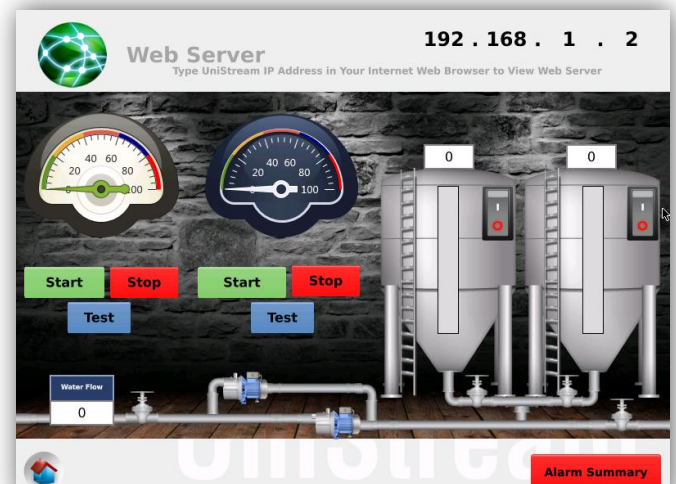 192 . 168 . 1 . 2
Web Server
Type UniStream IP Address in Your Internet Web Browser to View Web Server
40 60
20 80
0 100
40 60
20 80
0 100
0
0
Start Stop
Start Stop
Test
Test
Water Flow
0
UniStream
Alarm Summary